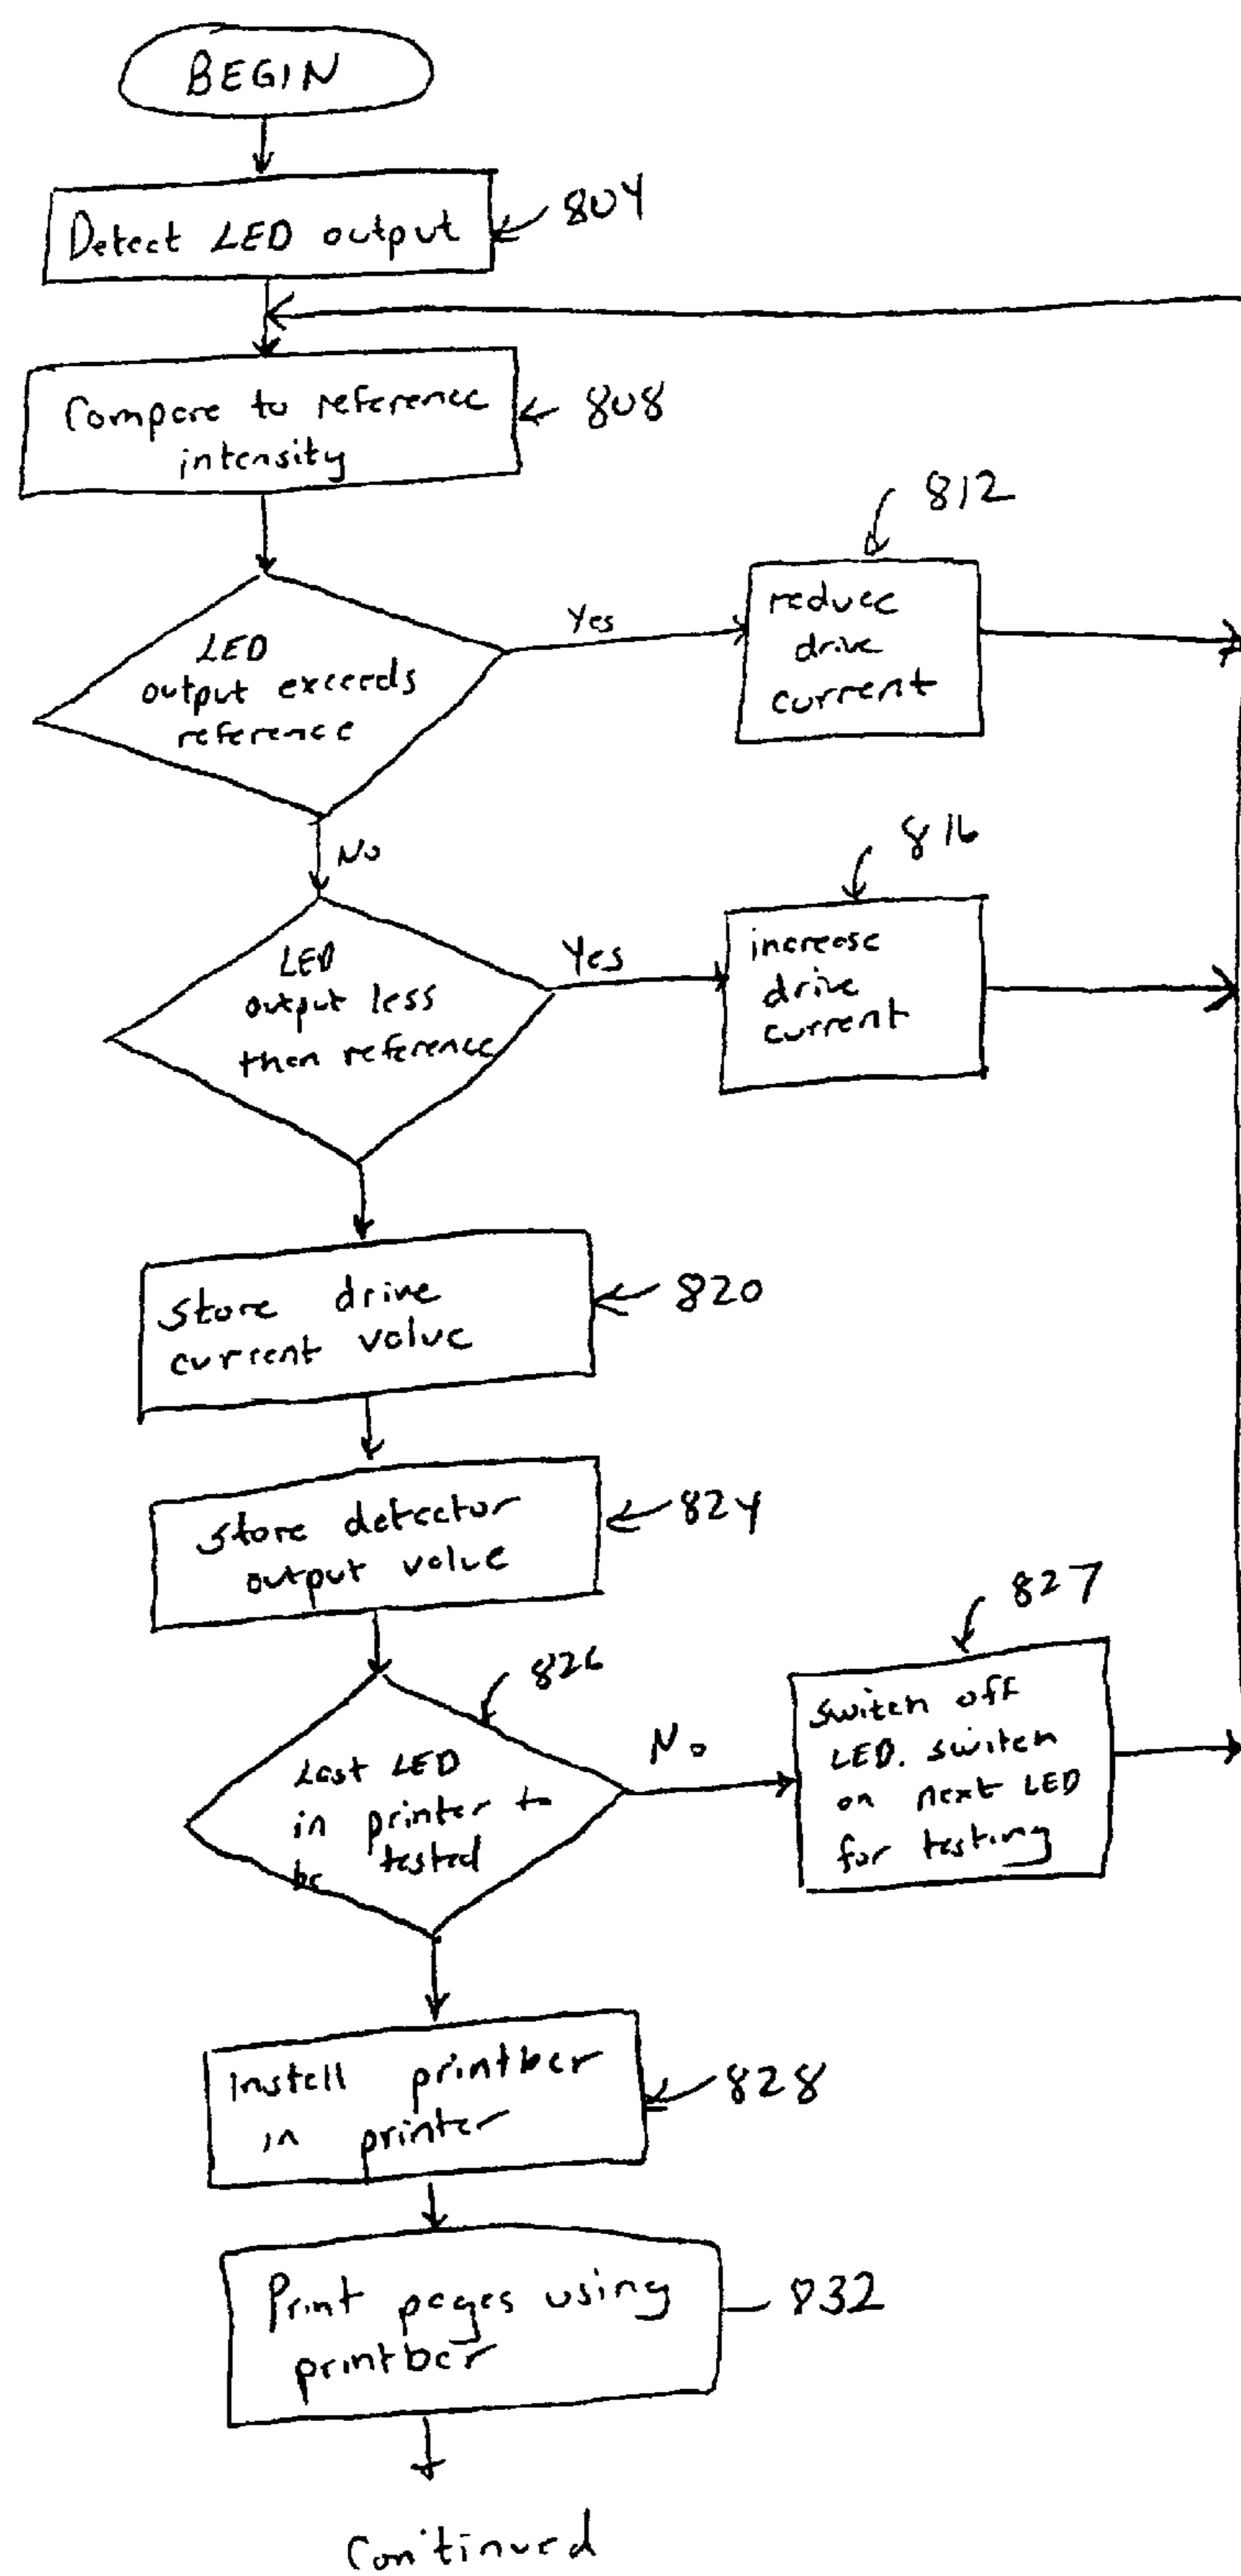 BEGIN
Detect LED output
804
Compare to reference
intensity
808
LED
output exceeds
reference
Yes
812
reduce
drive
current
No
LED
output less
than reference
Yes
816
increase
drive
current
Store drive
current value
820
Store detector
output value
824
826
Last LED
in printer to
be tested
No
827
Switch off
LED. switch
on next LED
for testing
Install printbar
in printer
828
Print pages using
printbar
832
Continued